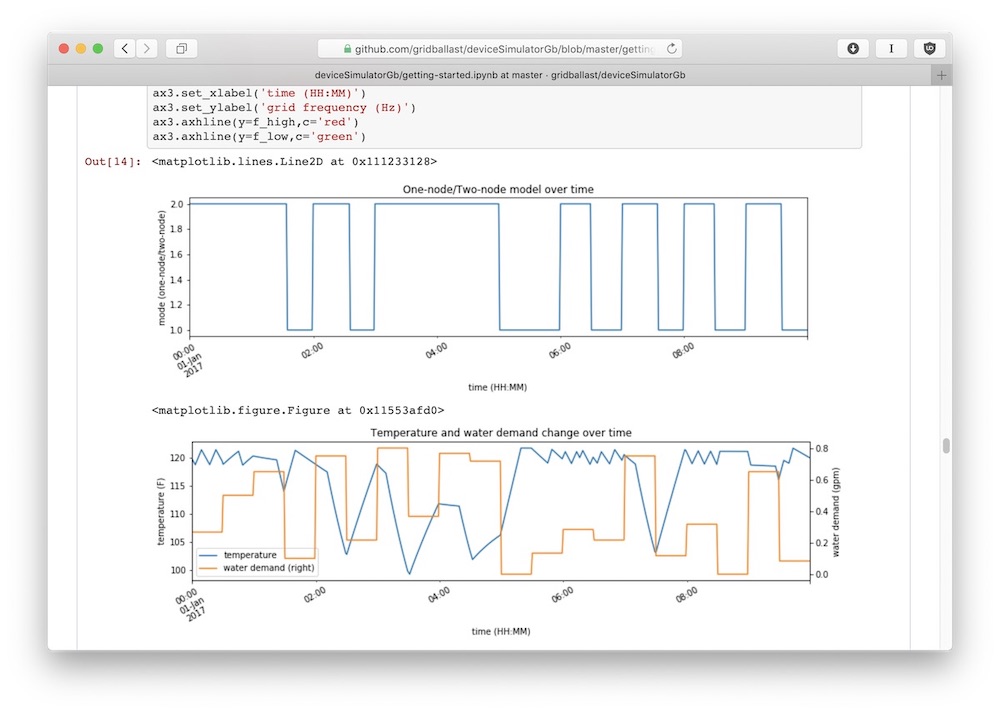 github.com/gridballast/deviceSimulatorGb/blob/master/gettin
deviceSimulatorGb/getting-started.ipynb at master · gridballast/deviceSimulatorGb
ax3.set_xlabel('time (HH:MM)')
ax3.set_ylabel('grid frequency (Hz)')
ax3.axhline(y=f_high,c='red')
ax3.axhline(y=f_low,c='green')
Out[14]: <matplotlib.lines.Line2D at 0x111233128>
One-node/Two-node model over time
mode (one-node/two-node)
2.0
1.8
1.6
1.4
1.2
1.0
00:00
01-Jan
2017
02:00
04:00
06:00
08:00
time (HH:MM)
<matplotlib.figure.Figure at 0x11553afd0>
Temperature and water demand change over time
temperature (F)
120
115
110
105
100
temperature
water demand (right)
0.8
0.6
0.4
0.2
0.0
water demand (gpm)
00:00
01-Jan
2017
02:00
04:00
06:00
08:00
time (HH:MM)